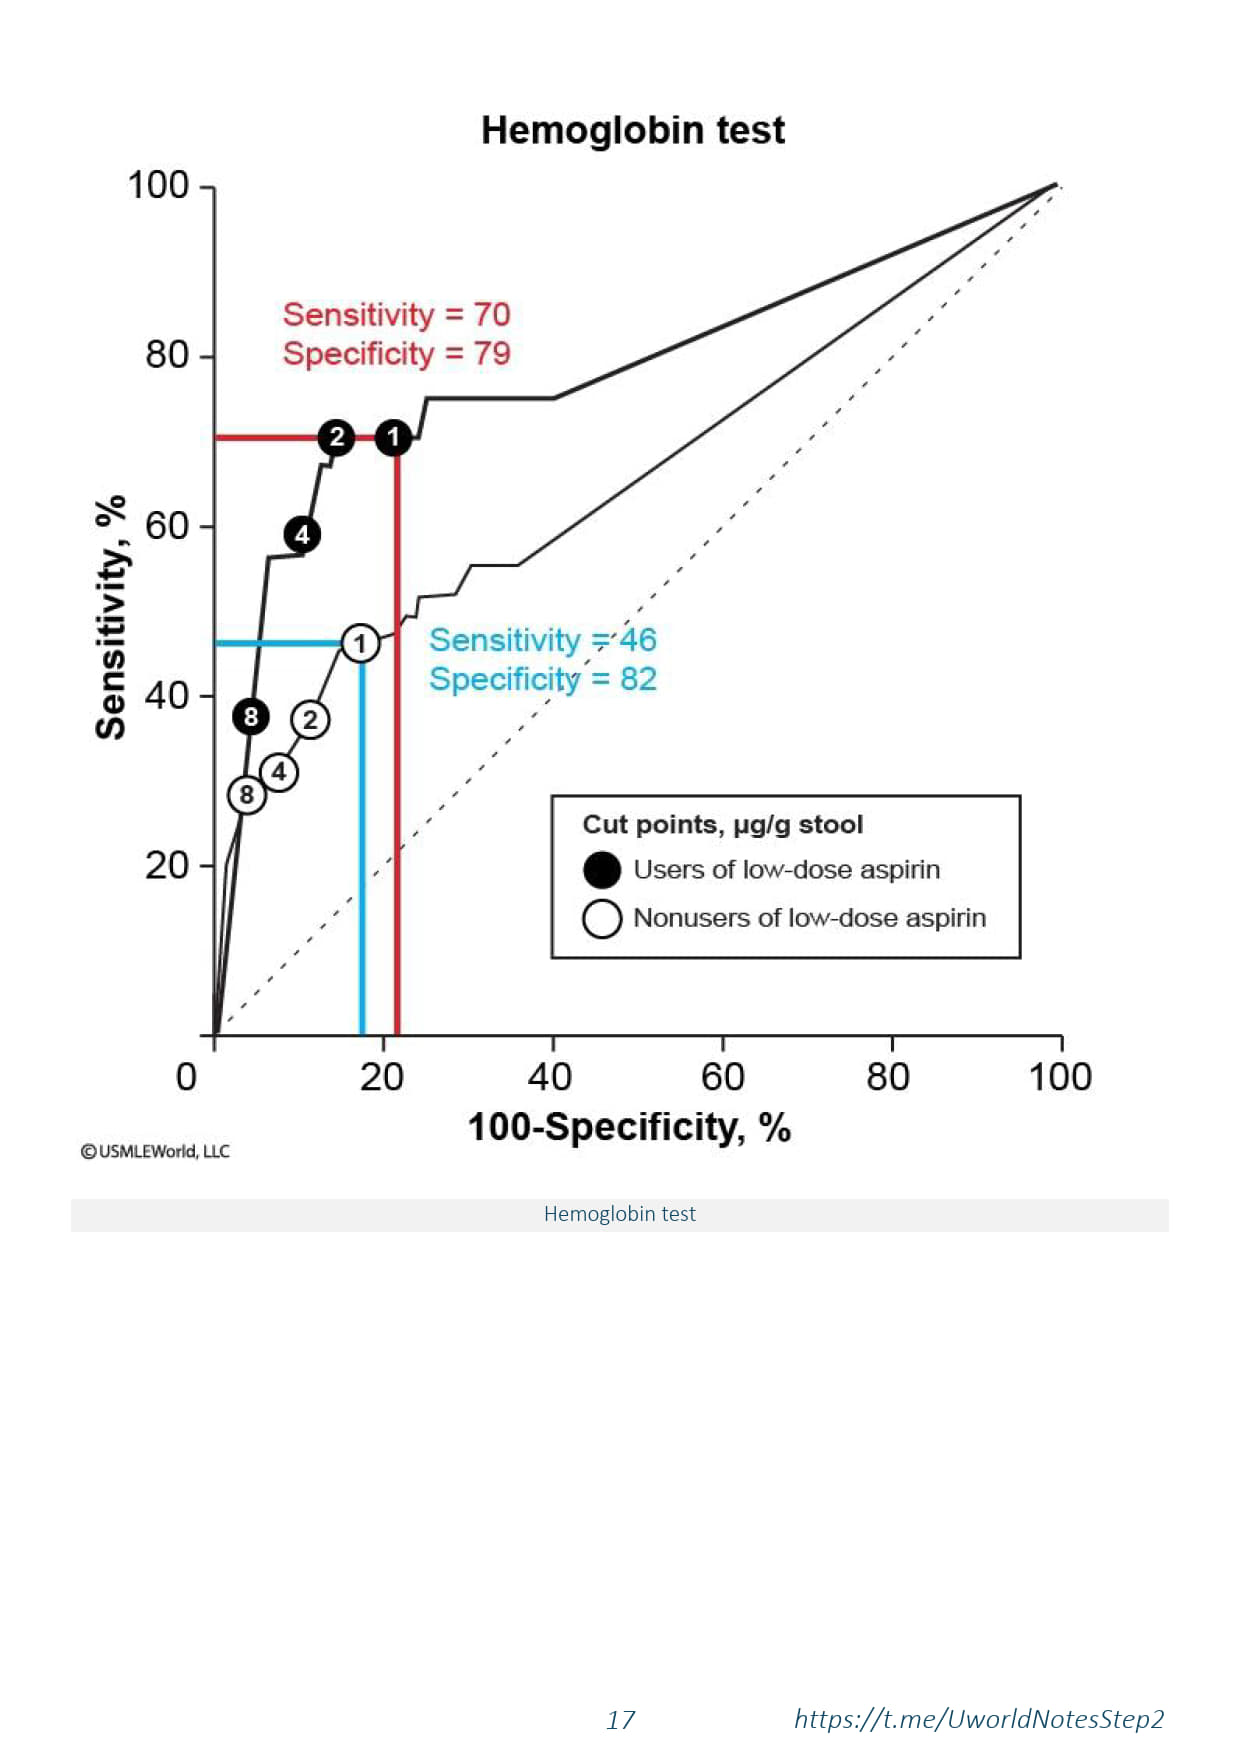 Hemoglobin test
100
80
60
40
20
0
20
40
60
80
100
Sensitivity, %
100-Specificity, %
Sensitivity = 70
Specificity = 79
2
1
4
8
1
2
4
8
Sensitivity = 46
Specificity = 82
Cut points, µg/g stool
Users of low-dose aspirin
Nonusers of low-dose aspirin
©USMLEWorld, LLC
Hemoglobin test
17
https://t.me/UworldNotesStep2